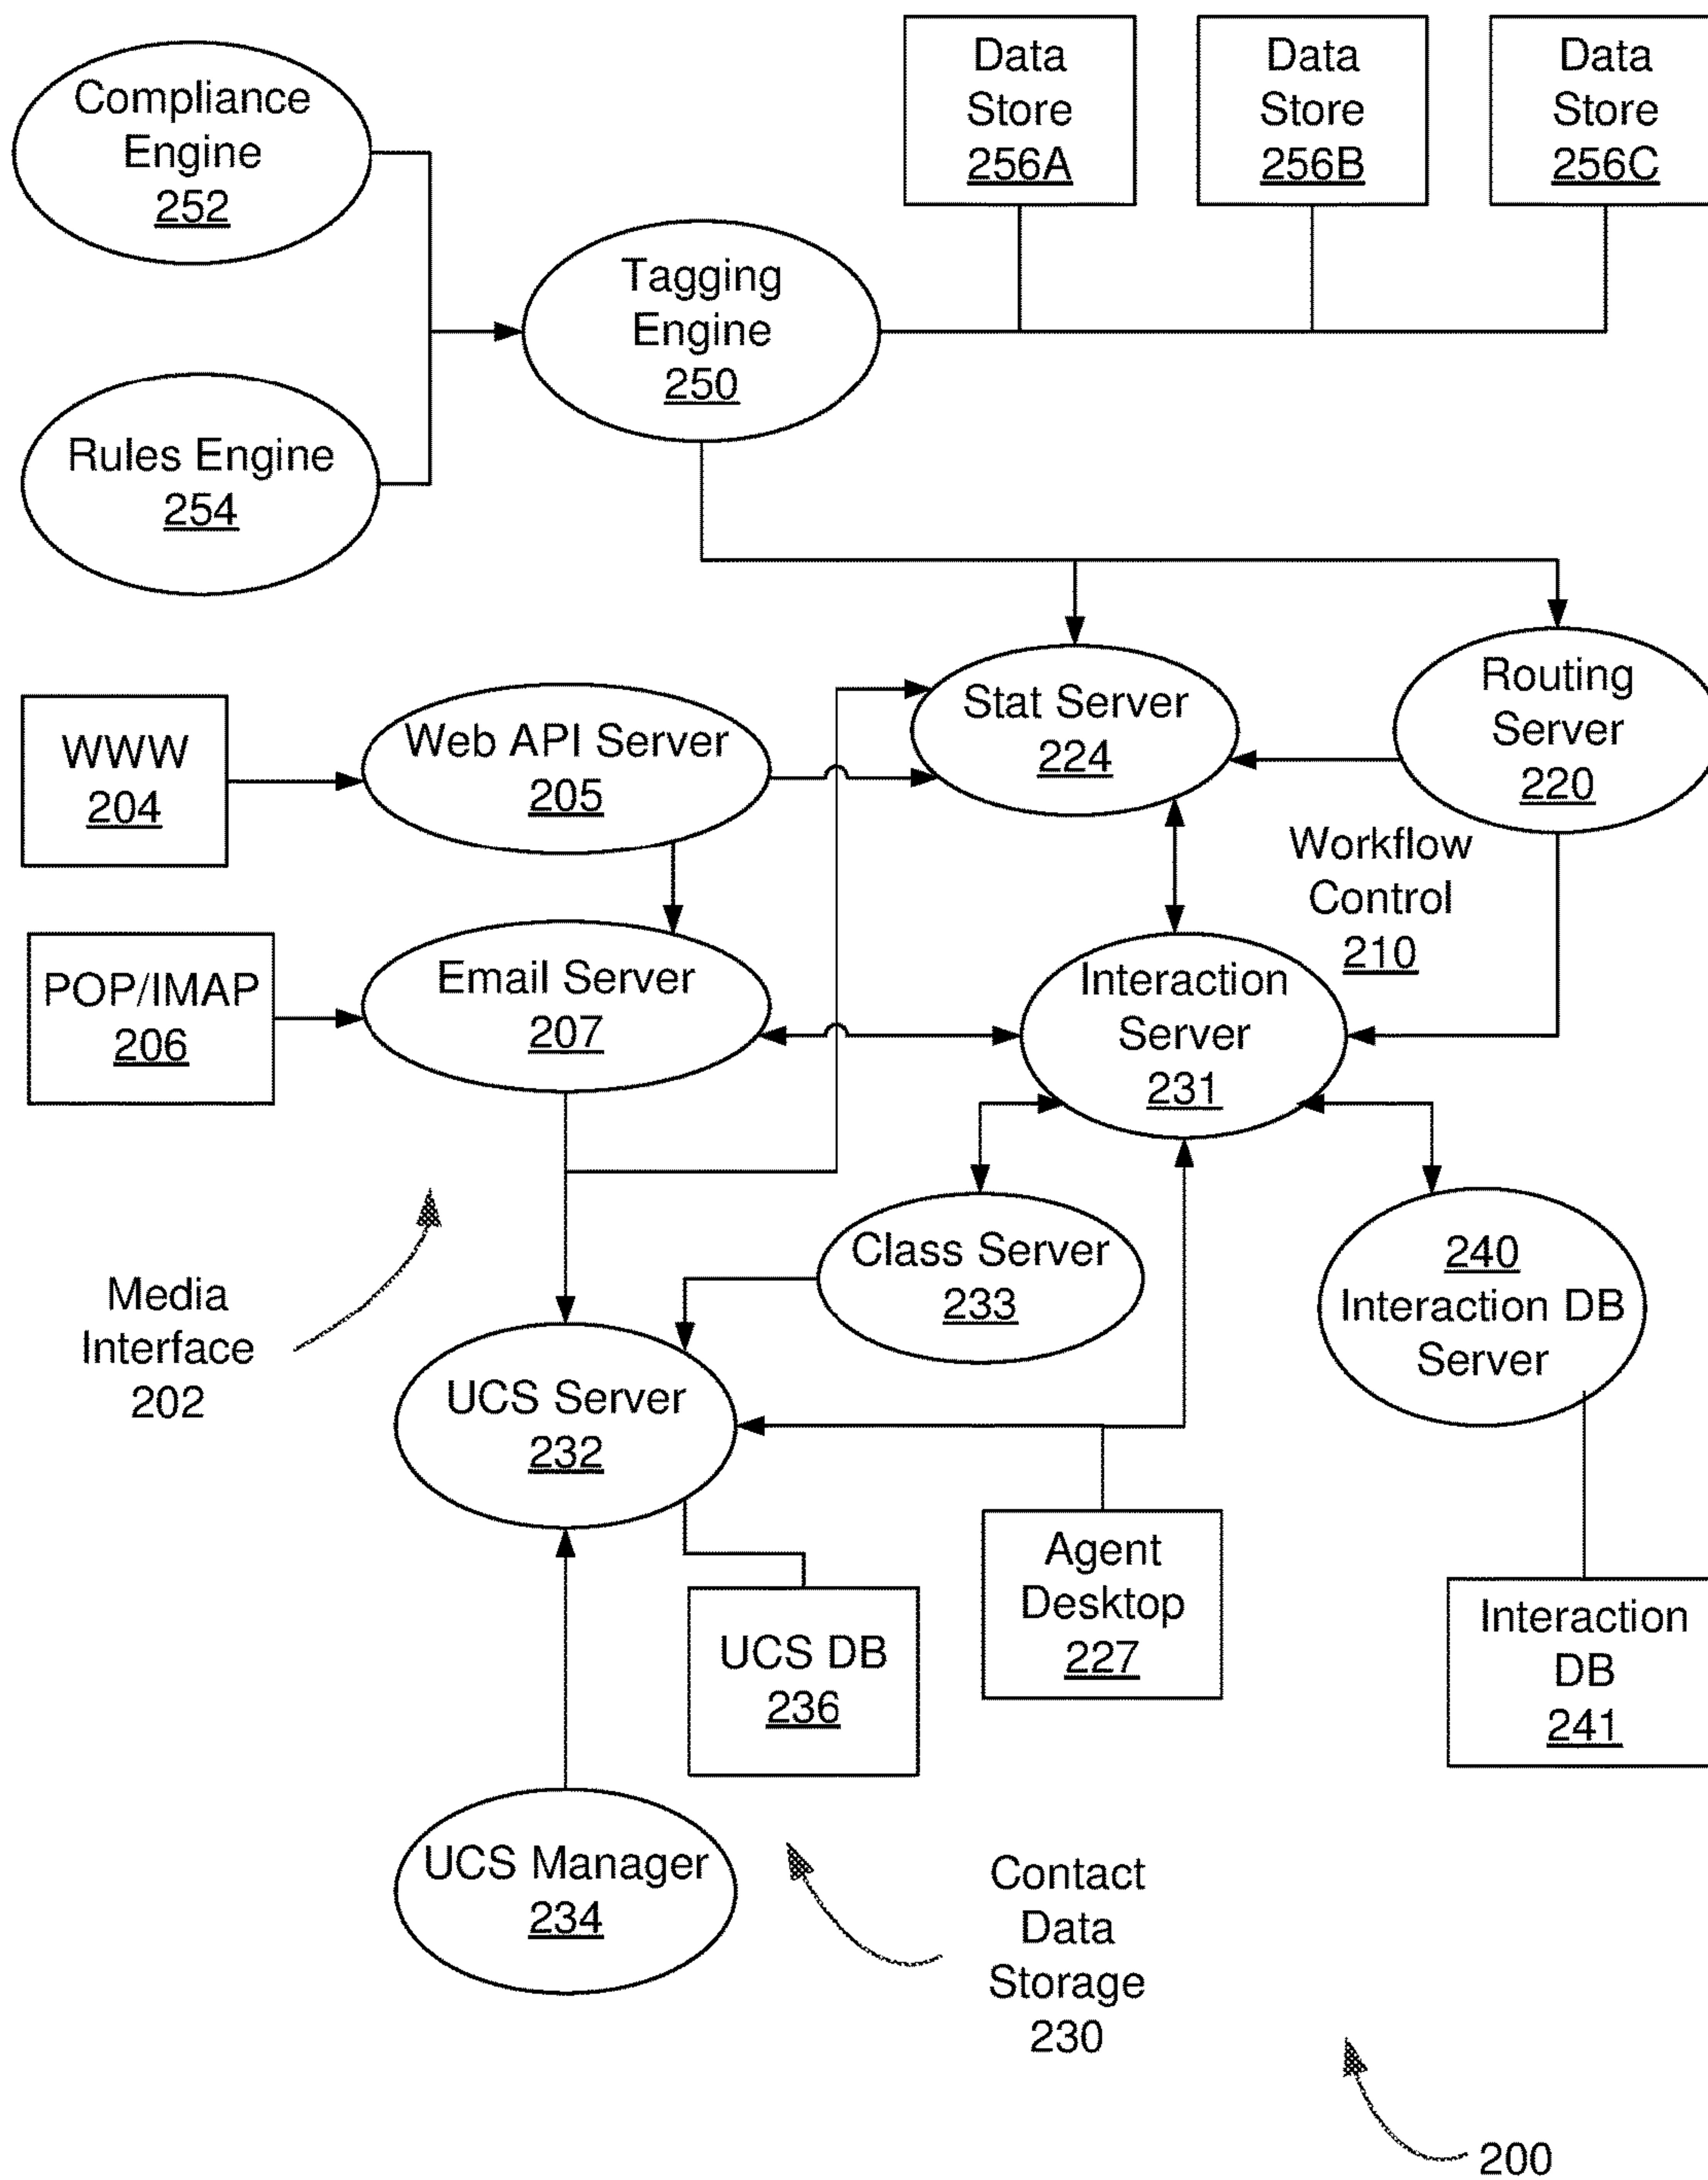 Compliance
Engine
252
Data
Store
256A
Data
Store
256B
Data
Store
256C
Tagging
Engine
250
Rules Engine
254
WWW
204
Web API Server
205
Stat Server
224
Routing
Server
220
Workflow
Control
210
POP/IMAP
206
Email Server
207
Interaction
Server
231
Media
Interface
202
Class Server
233
240
Interaction DB
Server
UCS Server
232
UCS DB
236
Agent
Desktop
227
Interaction
DB
241
UCS Manager
234
Contact
Data
Storage
230
200